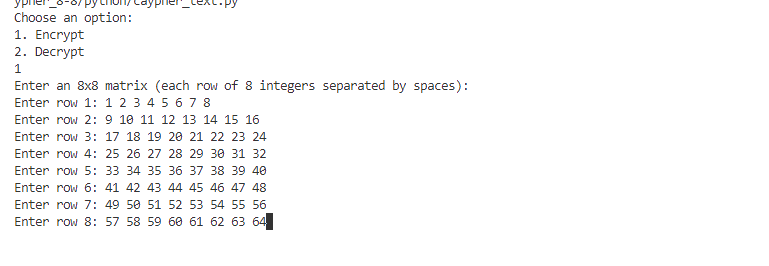 ypher_8-8/python/caypher_text.py
Choose an option:
1. Encrypt
2. Decrypt
1
Enter an 8x8 matrix (each row of 8 integers separated by spaces):
Enter row 1: 1 2 3 4 5 6 7 8
Enter row 2: 9 10 11 12 13 14 15 16
Enter row 3: 17 18 19 20 21 22 23 24
Enter row 4: 25 26 27 28 29 30 31 32
Enter row 5: 33 34 35 36 37 38 39 40
Enter row 6: 41 42 43 44 45 46 47 48
Enter row 7: 49 50 51 52 53 54 55 56
Enter row 8: 57 58 59 60 61 62 63 64